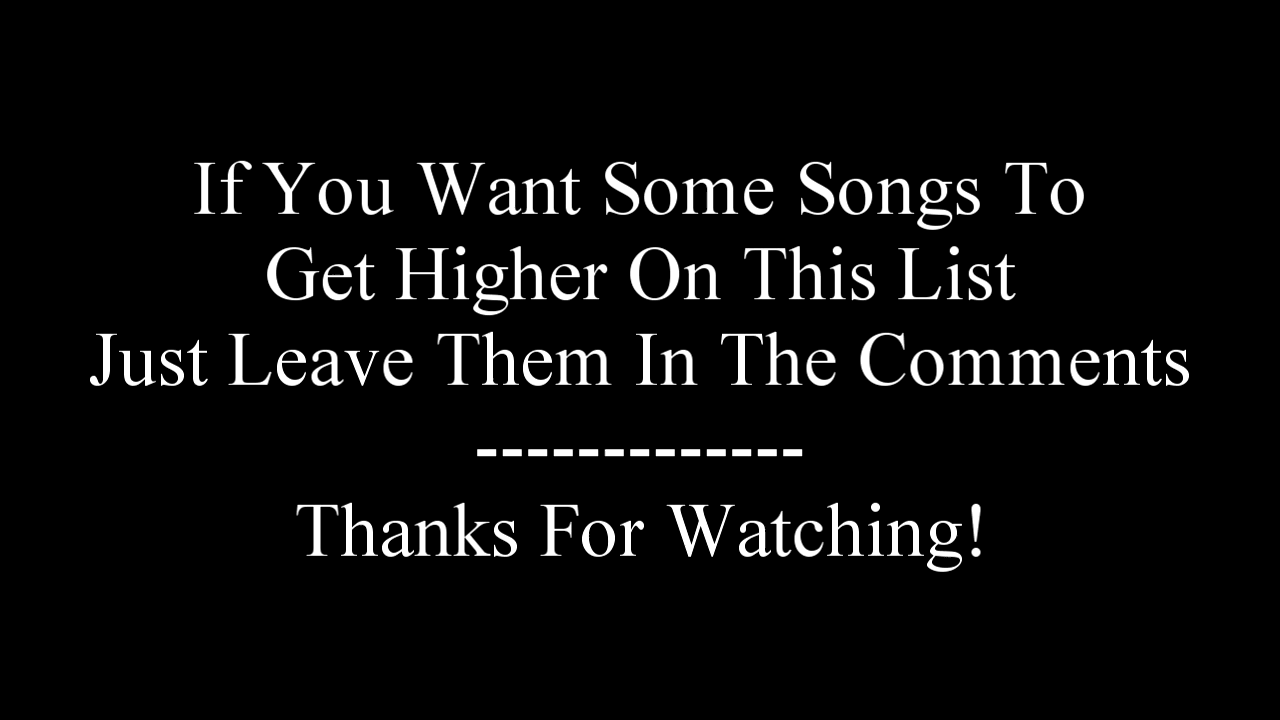 If You Want Some Songs To
Get Higher On This List
Just Leave Them In The Comments
-------------
Thanks For Watching!